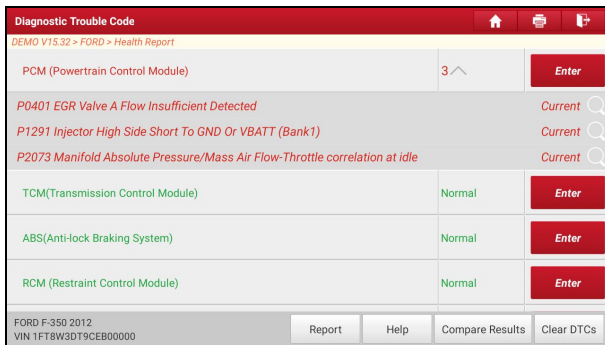 Diagnostic Trouble Code
DEMO V15.32 > FORD > Health Report
PCM (Powertrain Control Module) 3 Enter
P0401 EGR Valve A Flow Insufficient Detected Current
P1291 Injector High Side Short To GND Or VBATT (Bank1) Current
P2073 Manifold Absolute Pressure/Mass Air Flow-Throttle correlation at idle Current
TCM(Transmission Control Module) Normal Enter
ABS(Anti-lock Braking System) Normal Enter
RCM (Restraint Control Module) Normal Enter
FORD F-350 2012
VIN 1FT8W3DT9CEB00000
Report Help Compare Results Clear DTCs